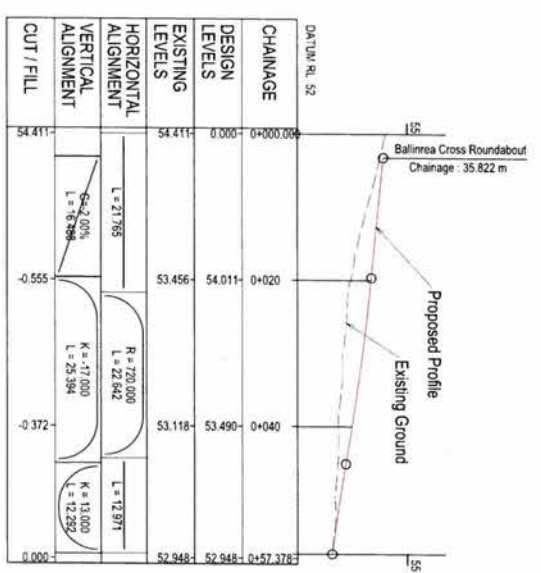 55
55
Ballinrea Cross Roundabout
Chainage : 35.822 m
Proposed Profile
Existing Ground
DATUM RL 52
CHAINAGE
0+000.000
0+020
0+040
0+57.378
DESIGN
LEVELS
0.000
54.011
53.490
52.948
EXISTING
LEVELS
54.411
53.456
53.118
52.948
HORIZONTAL
ALIGNMENT
L = 21.765
R = 720.000
L = 22.642
L = 12.971
VERTICAL
ALIGNMENT
G=-2.00%
L = 16.488
K = -17.000
L = 25.394
K = 13.000
L = 12.292
CUT / FILL
54.411
-0.555
-0.372
0.000